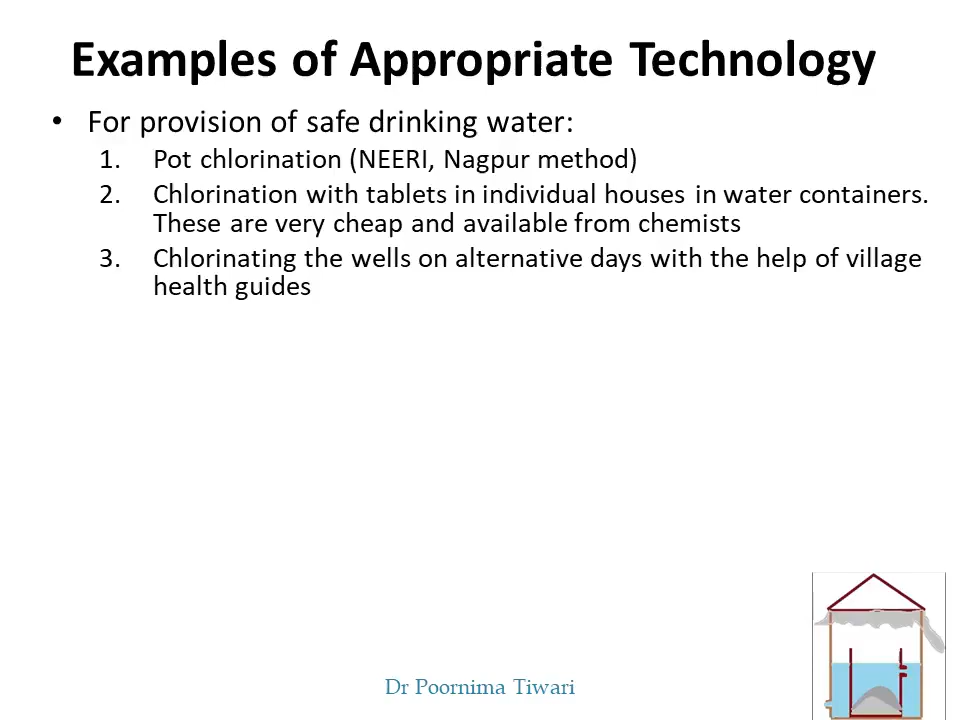 Examples of Appropriate Technology
• For provision of safe drinking water:
1. Pot chlorination (NEERI, Nagpur method)
2. Chlorination with tablets in individual houses in water containers.
These are very cheap and available from chemists
3. Chlorinating the wells on alternative days with the help of village
health guides
Dr Poornima Tiwari